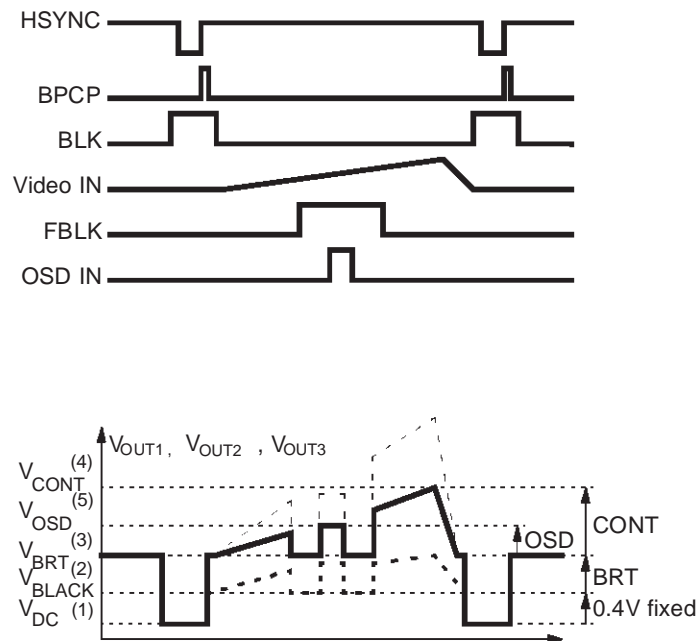 HSYNC
BPCP
BLK
Video IN
FBLK
OSD IN
VOUT1, VOUT2 , VOUT3
VCONT (4)
VOSD (5)
VBRT (3)
VBLACK (2)
VDC (1)
OSD
CONT
BRT
0.4V fixed